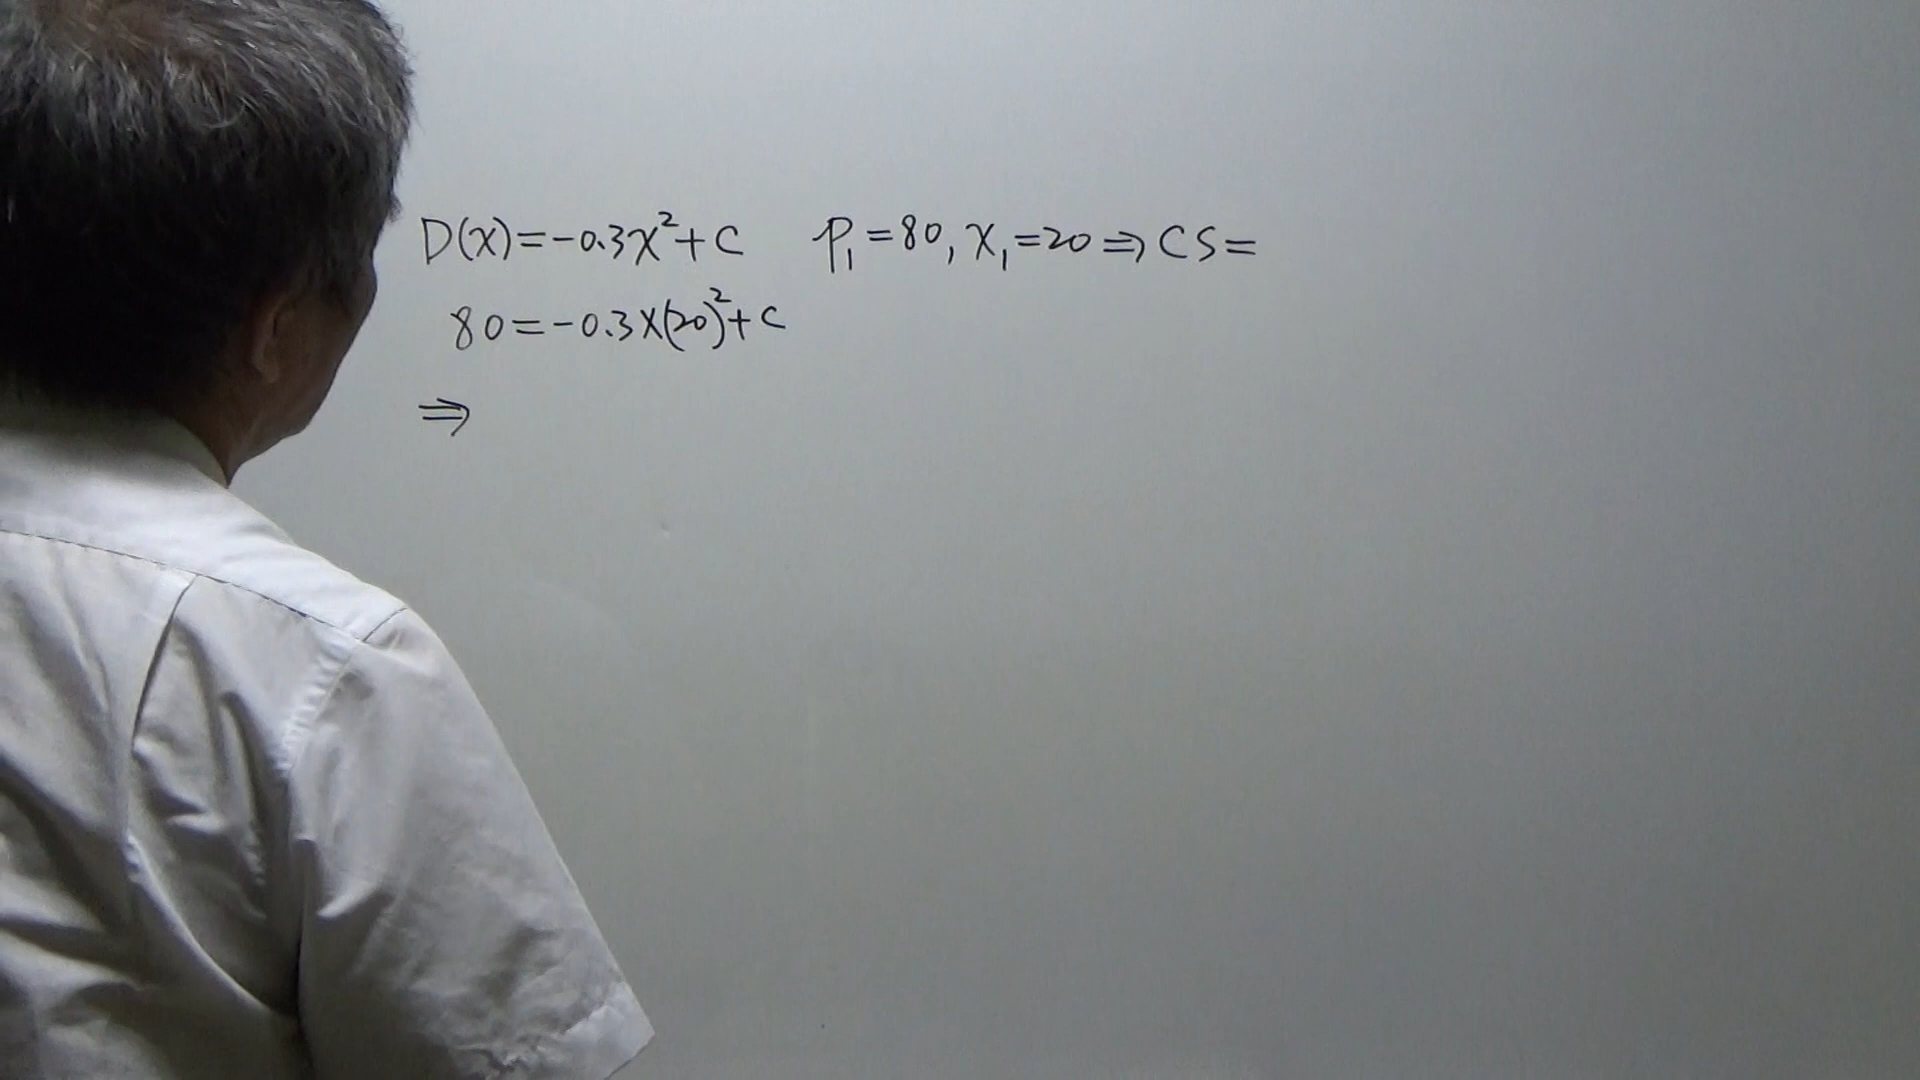 D(x)=-0.3x²+C P₁=80, x₁=20⇒CS=
80=-0.3×(20)²+C
⇒